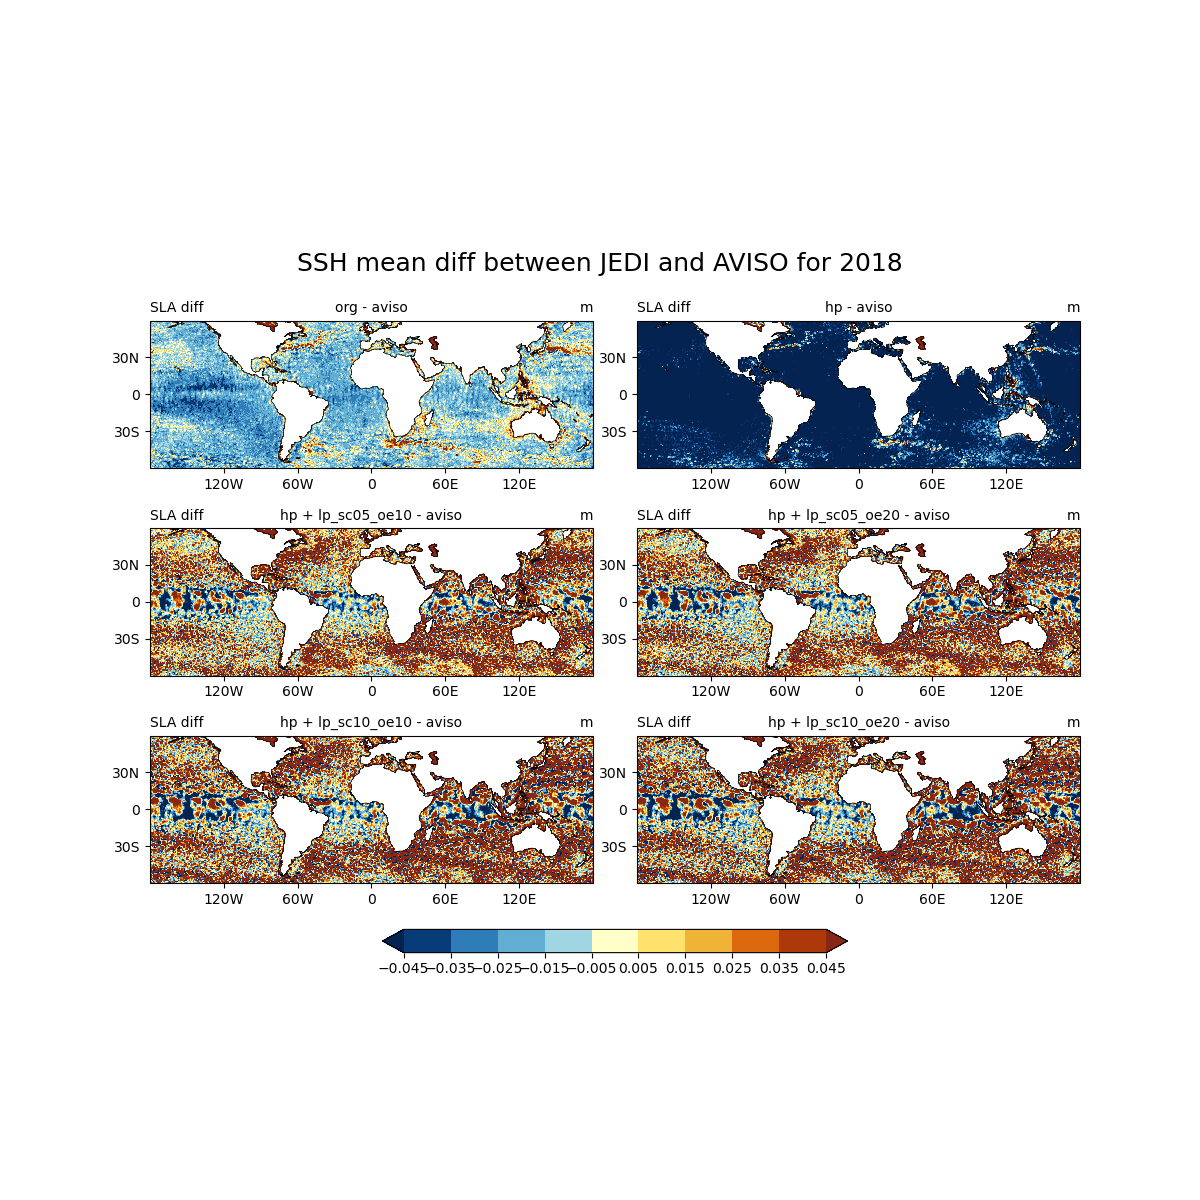 SSH mean diff between JEDI and AVISO for 2018
SLA diff org - aviso m
SLA diff hp - aviso m
30N
0
30S
120W 60W 0 60E 120E
30N
0
30S
120W 60W 0 60E 120E
SLA diff hp + lp_sc05_oe10 - aviso m
SLA diff hp + lp_sc05_oe20 - aviso m
30N
0
30S
120W 60W 0 60E 120E
30N
0
30S
120W 60W 0 60E 120E
SLA diff hp + lp_sc10_oe10 - aviso m
SLA diff hp + lp_sc10_oe20 - aviso m
30N
0
30S
120W 60W 0 60E 120E
30N
0
30S
120W 60W 0 60E 120E
−0.045 −0.035 −0.025 −0.015 −0.005 0.005 0.015 0.025 0.035 0.045